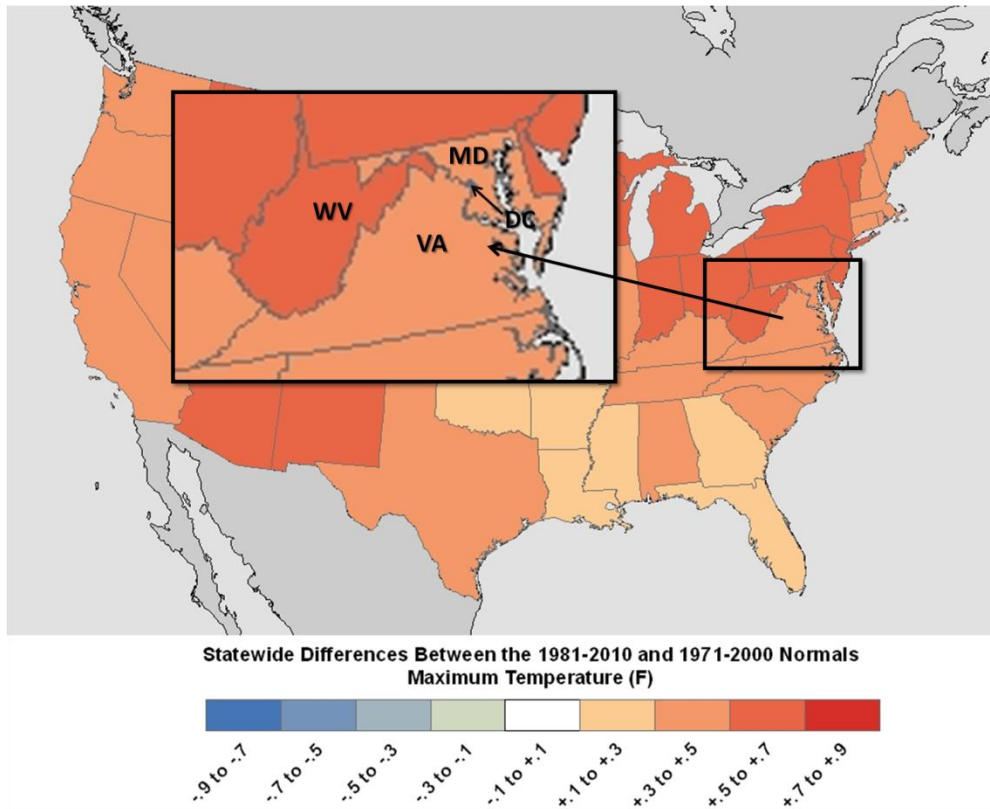 MD
WV
DC
VA
Statewide Differences Between the 1981-2010 and 1971-2000 Normals
Maximum Temperature (F)
-.9 to -.7
-.7 to -.5
-.5 to -.3
-.3 to -.1
-.1 to +.1
+.1 to +.3
+.3 to +.5
+.5 to +.7
+.7 to +.9